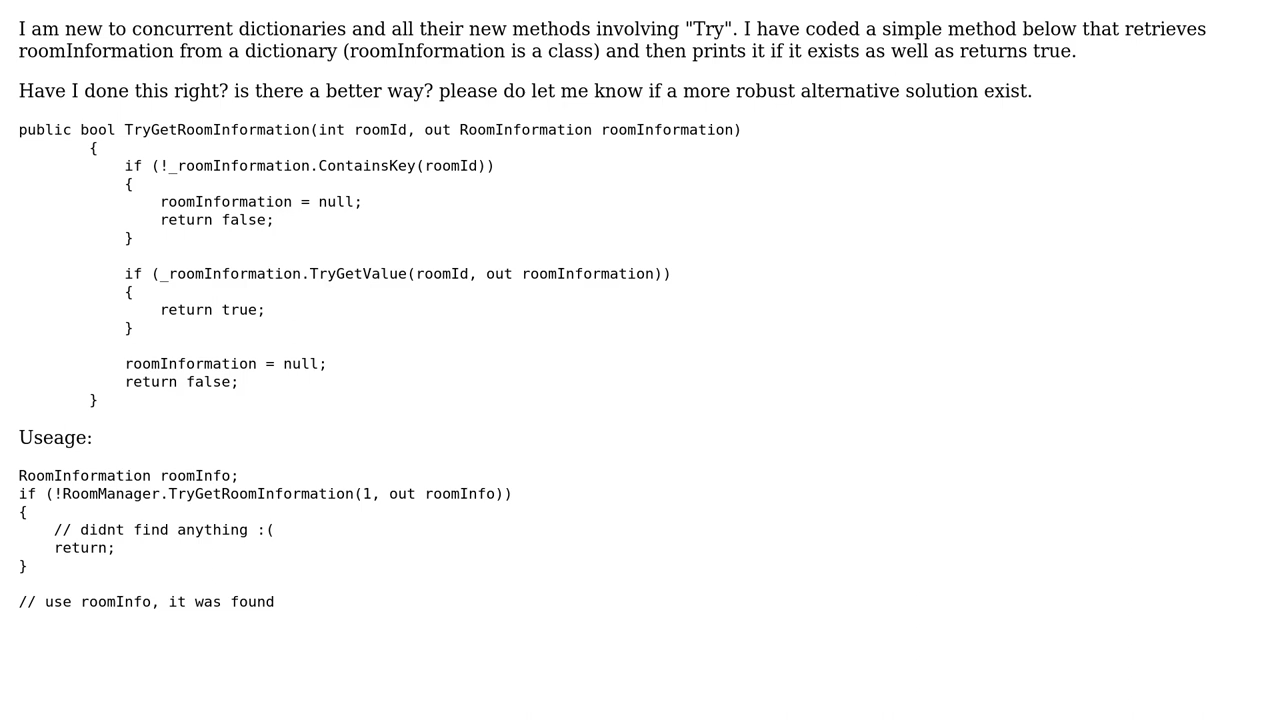 I am new to concurrent dictionaries and all their new methods involving "Try". I have coded a simple method below that retrieves
roomInformation from a dictionary (roomInformation is a class) and then prints it if it exists as well as returns true.
Have I done this right? is there a better way? please do let me know if a more robust alternative solution exist.
public bool TryGetRoomInformation(int roomId, out RoomInformation roomInformation)
        {
            if (!_roomInformation.ContainsKey(roomId))
            {
                roomInformation = null;
                return false;
            }

            if (_roomInformation.TryGetValue(roomId, out roomInformation))
            {
                return true;
            }

            roomInformation = null;
            return false;
        }
Useage:
RoomInformation roomInfo;
if (!RoomManager.TryGetRoomInformation(1, out roomInfo))
{
    // didnt find anything :(
    return;
}

// use roomInfo, it was found